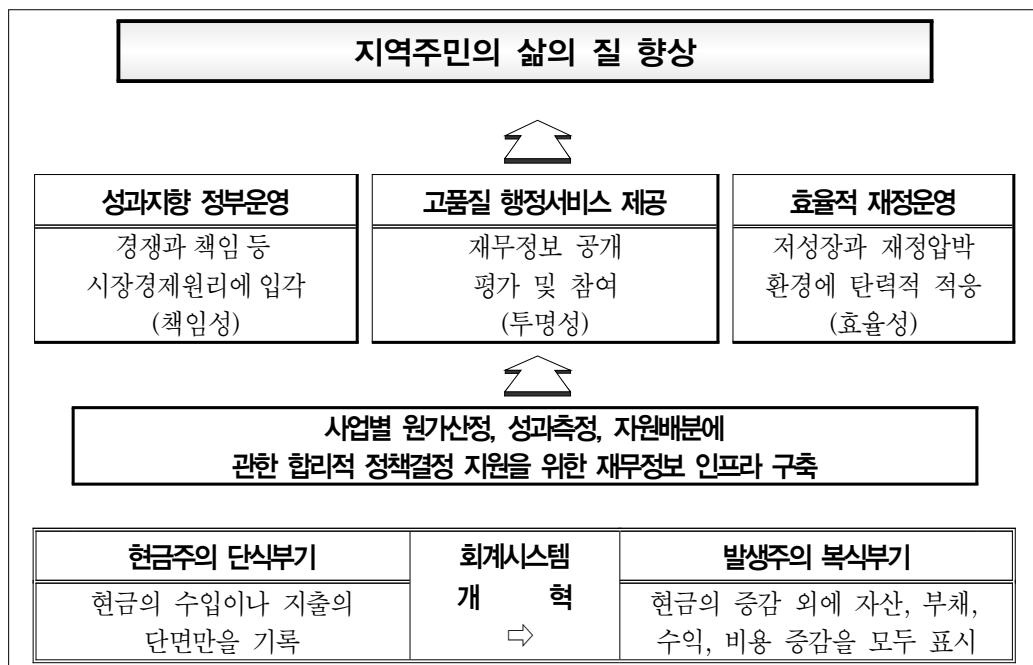 지역주민의 삶의 질 향상
성과지향 정부운영
경쟁과 책임 등
시장경제원리에 입각
(책임성)
고품질 행정서비스 제공
재무정보 공개
평가 및 참여
(투명성)
효율적 재정운영
저성장과 재정압박
환경에 탄력적 적응
(효율성)
사업별 원가산정, 성과측정, 자원배분에
관한 합리적 정책결정 지원을 위한 재무정보 인프라 구축
현금주의 단식부기
현금의 수입이나 지출의
단면만을 기록
회계시스템
개 혁
⇨
발생주의 복식부기
현금의 증감 외에 자산, 부채,
수익, 비용 증감을 모두 표시